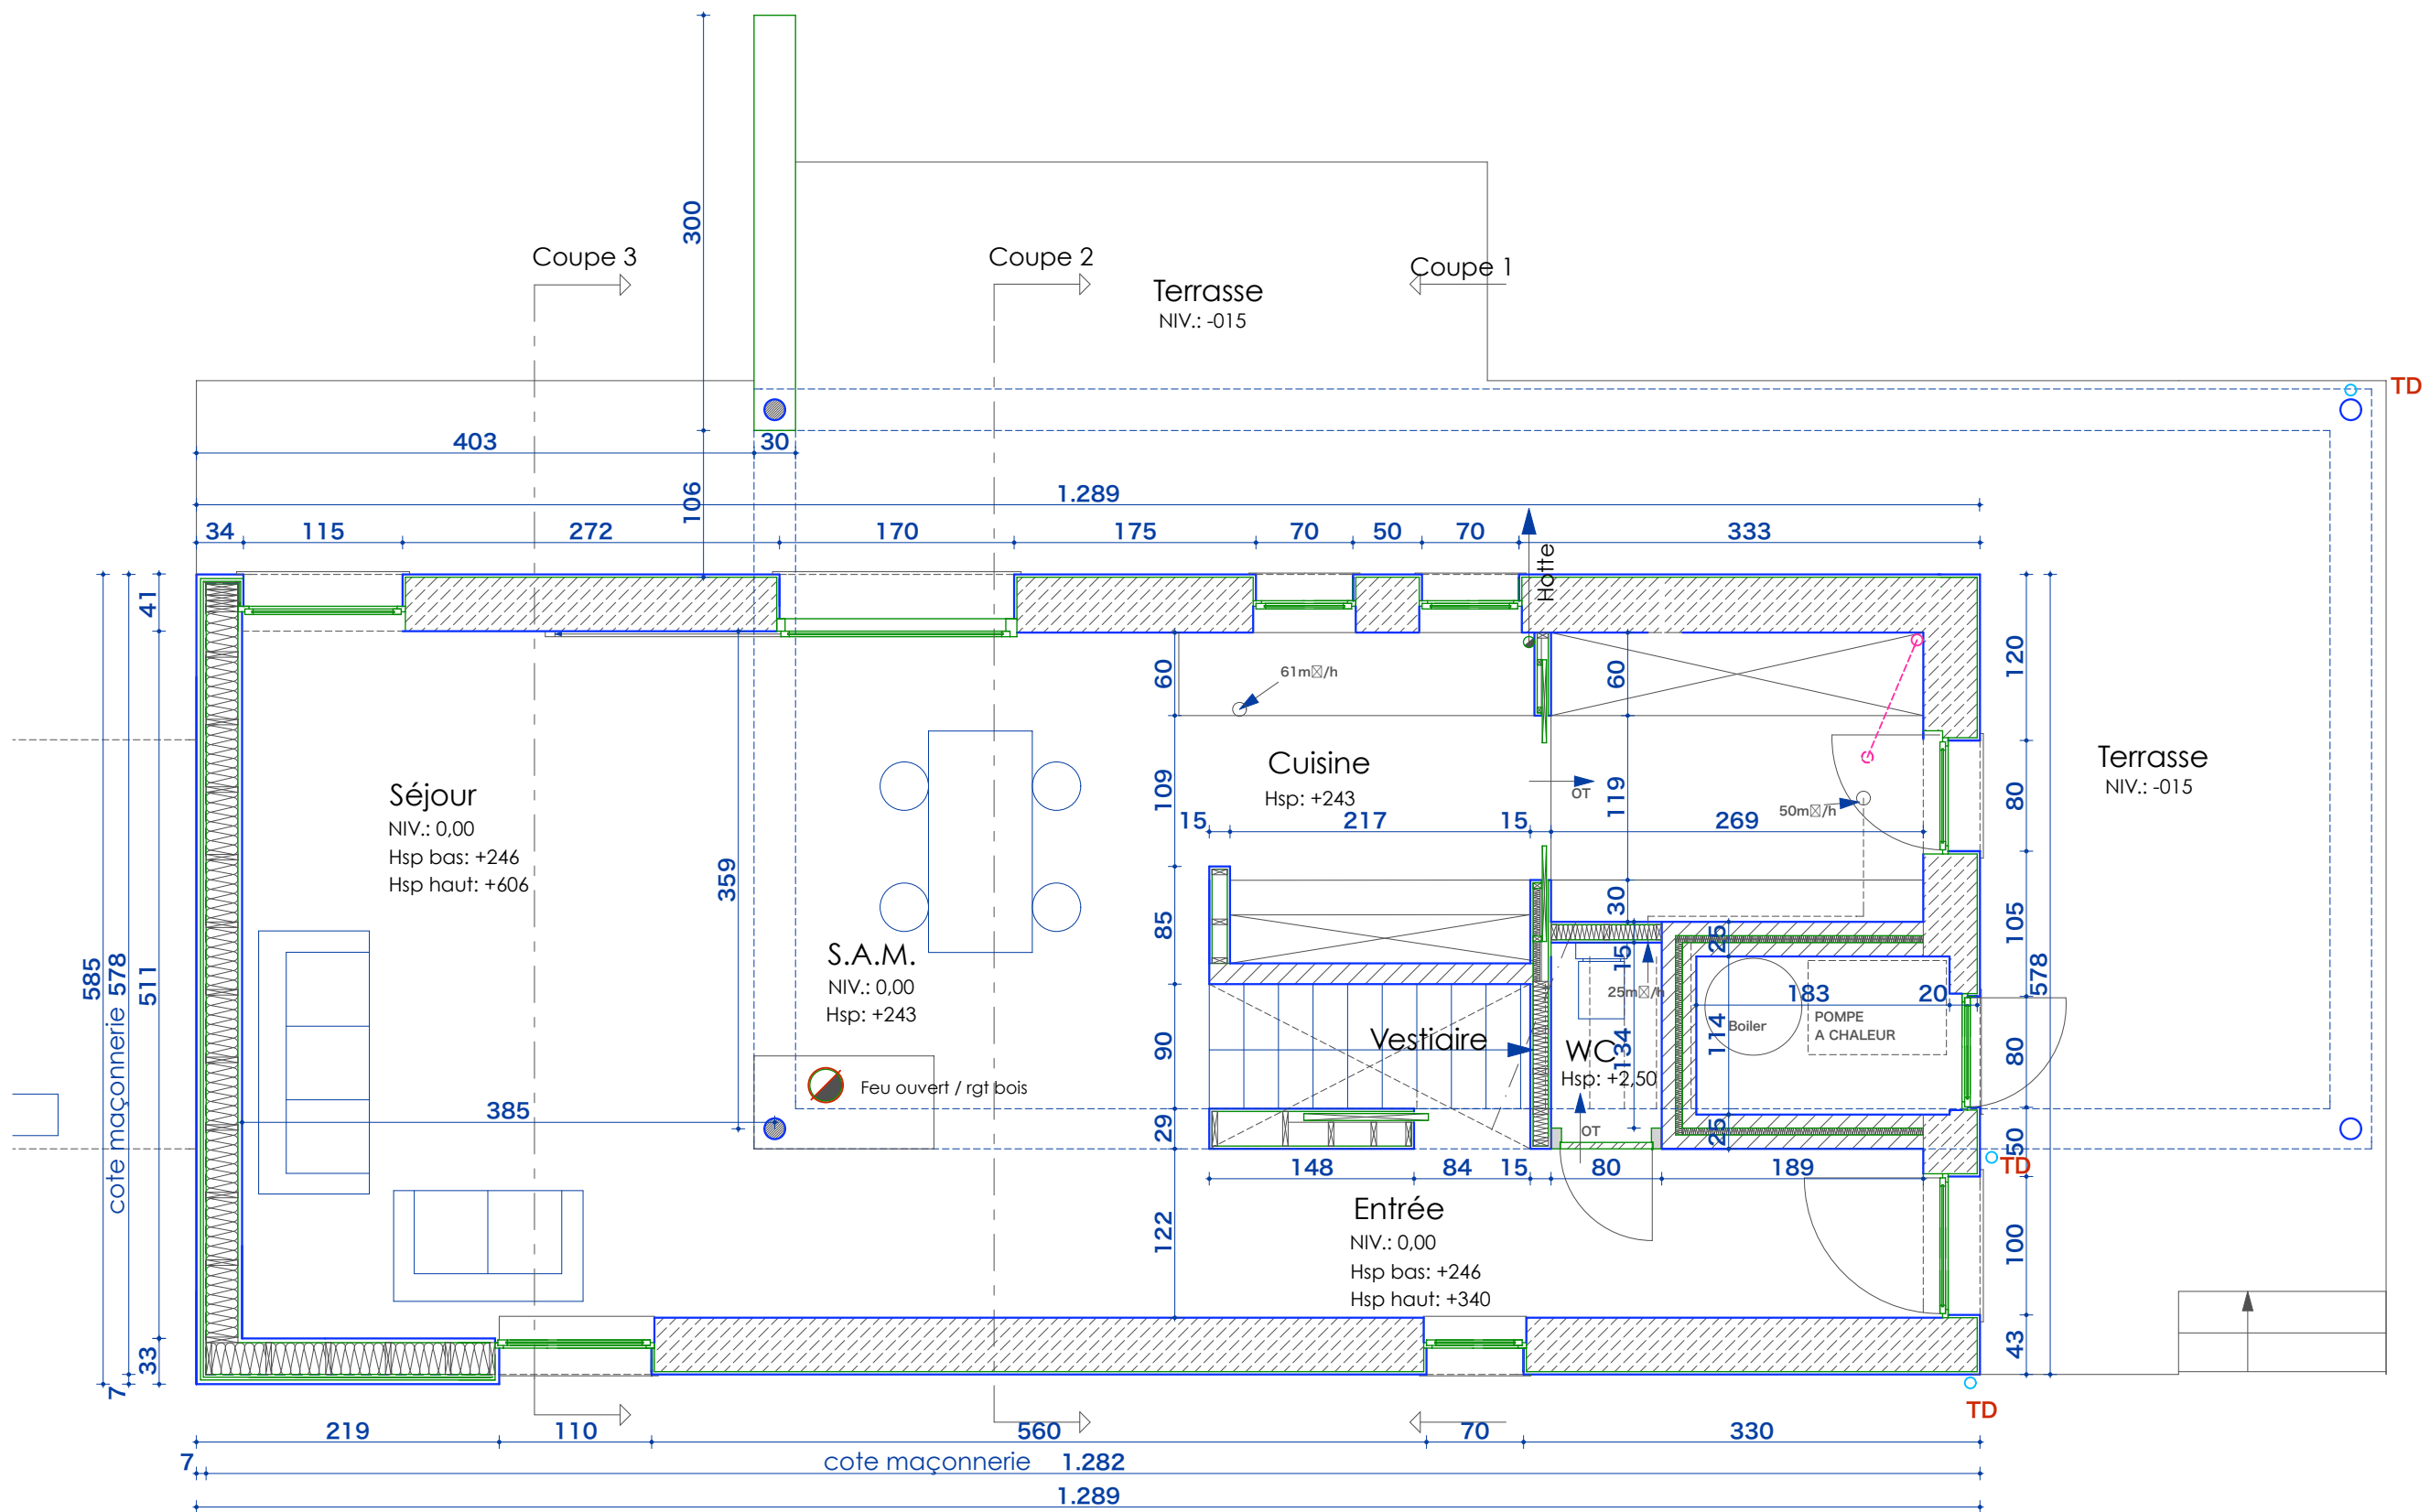 300
Coupe 3
Coupe 2
Coupe 1
Terrasse
NIV.: -015
TD
403
30
106
1.289
34
115
272
170
175
70
50
70
333
Hotte
41
60
61m☒/h
60
120
Cuisine
Hsp: +243
OT
109
119
Terrasse
NIV.: -015
Séjour
NIV.: 0,00
Hsp bas: +246
Hsp haut: +606
50m☒/h
80
15
217
15
269
359
85
30
105
S.A.M.
NIV.: 0,00
Hsp: +243
585
cote maçonnerie 578
511
15
25
578
25m☒/h
183
20
Boiler
POMPE
A CHALEUR
114
Vestiaire
90
WC
134
Hsp: +2,50
80
Feu ouvert / rgt bois
385
29
OT
25
50
TD
148
84
15
80
189
Entrée
NIV.: 0,00
Hsp bas: +246
Hsp haut: +340
122
100
33
7
43
TD
219
110
560
70
330
7
cote maçonnerie 1.282
1.289